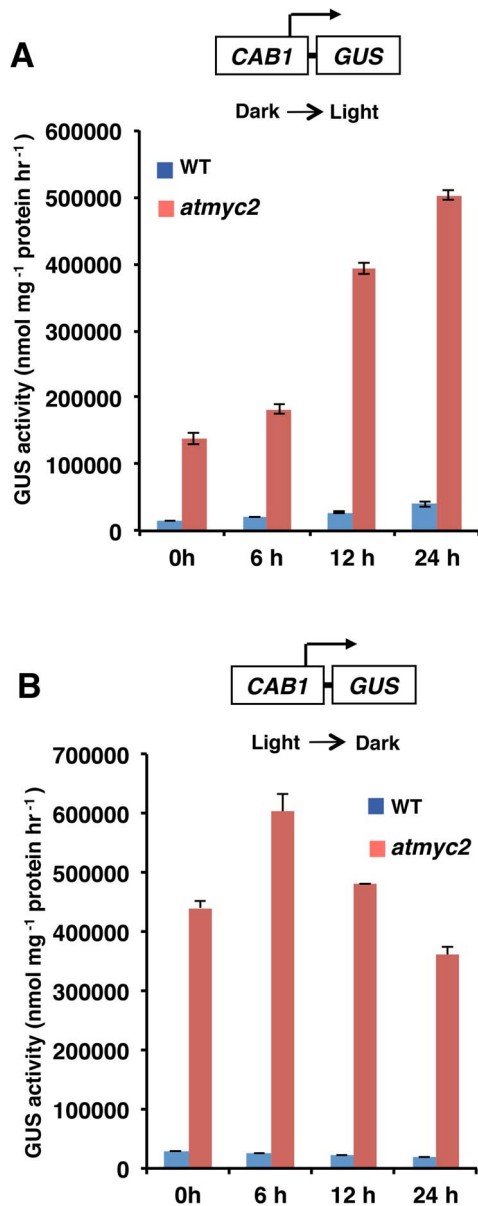 A
CAB1 GUS
Dark → Light
GUS activity (nmol mg⁻¹ protein hr⁻¹)
600000
500000
400000
300000
200000
100000
0
WT
atmyc2
0h 6 h 12 h 24 h
B
CAB1 GUS
Light → Dark
GUS activity (nmol mg⁻¹ protein hr⁻¹)
700000
600000
500000
400000
300000
200000
100000
0
WT
atmyc2
0h 6 h 12 h 24 h